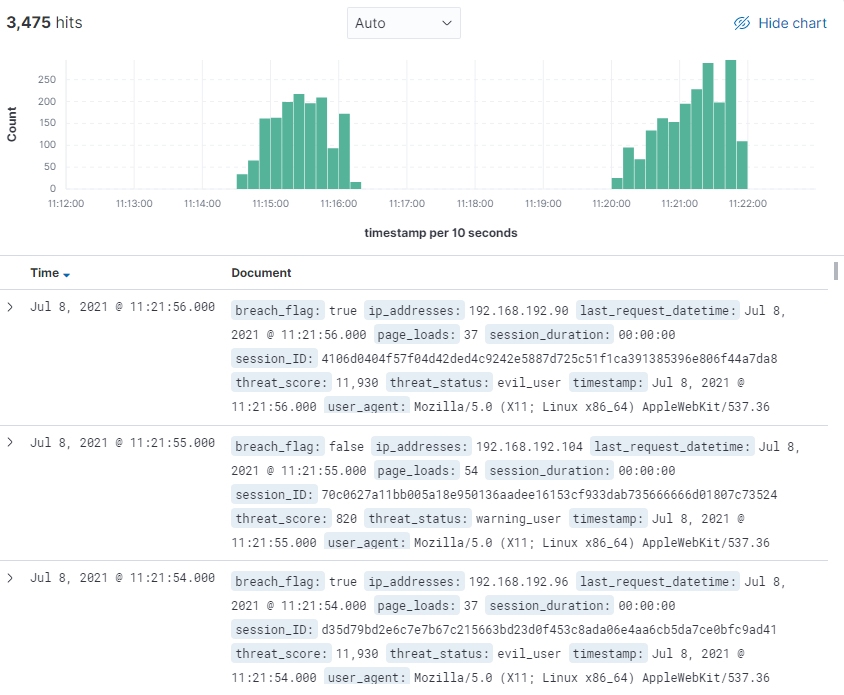 3,475 hits
Auto
Hide chart
Count
250
200
150
100
50
0
11:12:00 11:13:00 11:14:00 11:15:00 11:16:00 11:17:00 11:18:00 11:19:00 11:20:00 11:21:00 11:22:00
timestamp per 10 seconds
Time Document
Jul 8, 2021 @ 11:21:56.000 breach_flag: true ip_addresses: 192.168.192.90 last_request_datetime: Jul 8,
2021 @ 11:21:56.000 page_loads: 37 session_duration: 00:00:00
session_ID: 4106d0404f57f04d42ded4c9242e5887d725c51f1ca391385396e806f44a7da8
threat_score: 11,930 threat_status: evil_user timestamp: Jul 8, 2021 @
11:21:56.000 user_agent: Mozilla/5.0 (X11; Linux x86_64) AppleWebKit/537.36
Jul 8, 2021 @ 11:21:55.000 breach_flag: false ip_addresses: 192.168.192.104 last_request_datetime: Jul 8,
2021 @ 11:21:55.000 page_loads: 54 session_duration: 00:00:00
session_ID: 70c0627a11bb005a18e950136aadee16153cf933dab735666666d01807c73524
threat_score: 820 threat_status: warning_user timestamp: Jul 8, 2021 @
11:21:55.000 user_agent: Mozilla/5.0 (X11; Linux x86_64) AppleWebKit/537.36
Jul 8, 2021 @ 11:21:54.000 breach_flag: true ip_addresses: 192.168.192.96 last_request_datetime: Jul 8,
2021 @ 11:21:54.000 page_loads: 37 session_duration: 00:00:00
session_ID: d35d79bd2e6c7e7b67c215663bd23d0f453c8ada06e4aa6cb5da7ce0bfc9ad41
threat_score: 11,930 threat_status: evil_user timestamp: Jul 8, 2021 @
11:21:54.000 user_agent: Mozilla/5.0 (X11; Linux x86_64) AppleWebKit/537.36